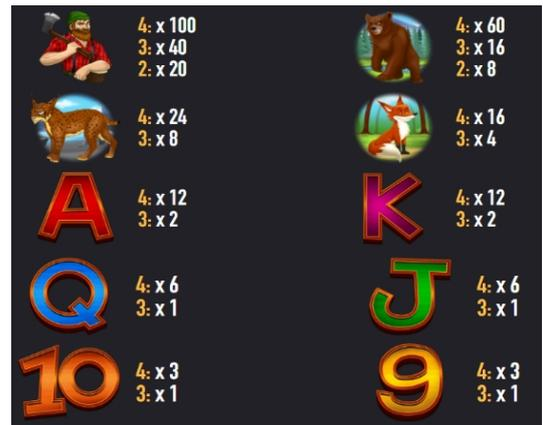 4: x 100
3: x 40
2: x 20
4: x 60
3: x 16
2: x 8
4: x 24
3: x 8
4: x 16
3: x 4
A
4: x 12
3: x 2
K
4: x 12
3: x 2
Q
4: x 6
3: x 1
J
4: x 6
3: x 1
10
4: x 3
3: x 1
9
4: x 3
3: x 1